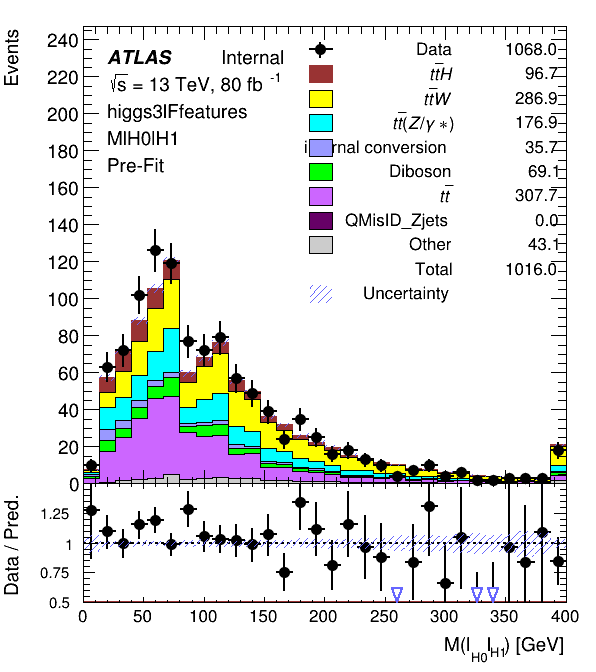 Events
240
220
200
180
160
140
120
100
80
60
40
20
0
ATLAS Internal
√s = 13 TeV, 80 fb⁻¹
higgs3lFfeatures
MlH0lH1
Pre-Fit
Data 1068.0
tt̄H 96.7
tt̄W 286.9
tt̄(Z/γ*) 176.9
rnal conversion 35.7
Diboson 69.1
tt̄ 307.7
QMisID_Zjets 0.0
Other 43.1
Total 1016.0
Uncertainty
Data / Pred.
1.25
1
0.75
0.5
0 50 100 150 200 250 300 350 400
M(l_H0 l_H1) [GeV]